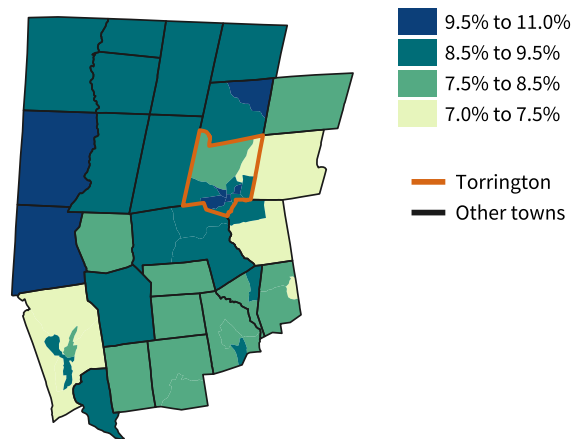 9.5% to 11.0%
8.5% to 9.5%
7.5% to 8.5%
7.0% to 7.5%
Torrington
Other towns